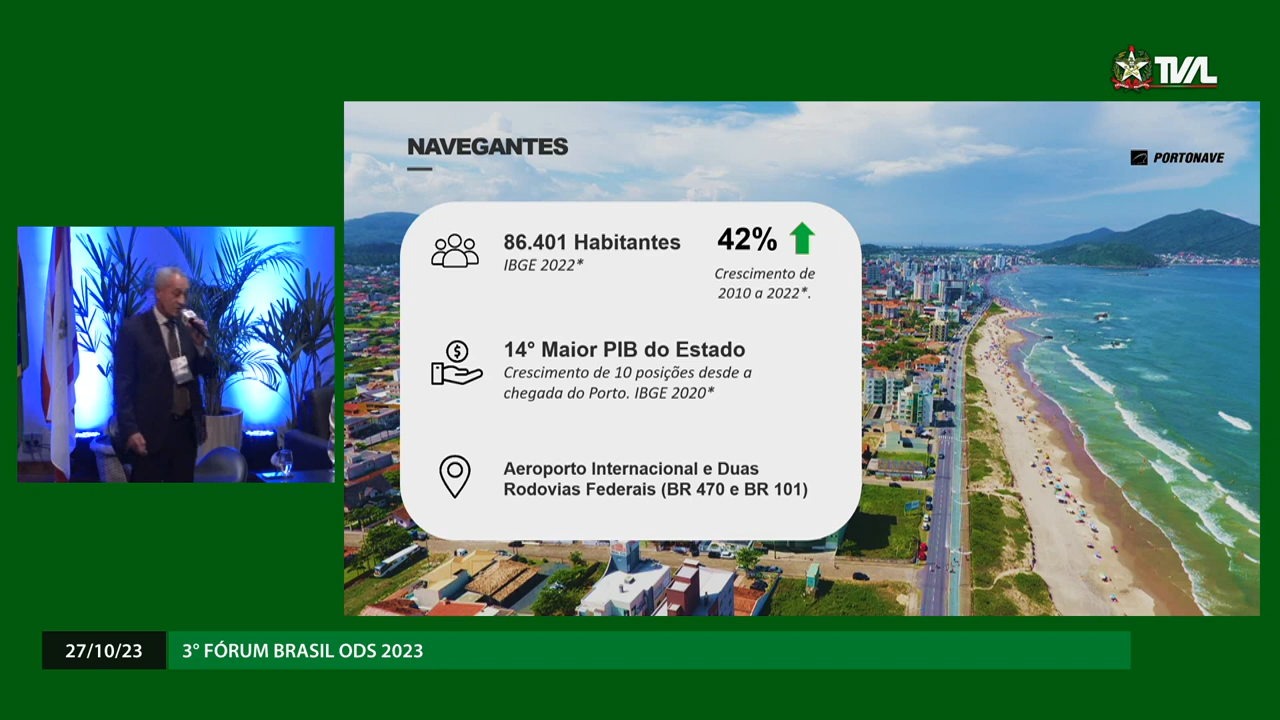 TVAL
NAVEGANTES
PORTONAVE
86.401 Habitantes
IBGE 2022*
42%
Crescimento de
2010 a 2022*.
14° Maior PIB do Estado
Crescimento de 10 posições desde a
chegada do Porto. IBGE 2020*
Aeroporto Internacional e Duas
Rodovias Federais (BR 470 e BR 101)
27/10/23
3° FÓRUM BRASIL ODS 2023